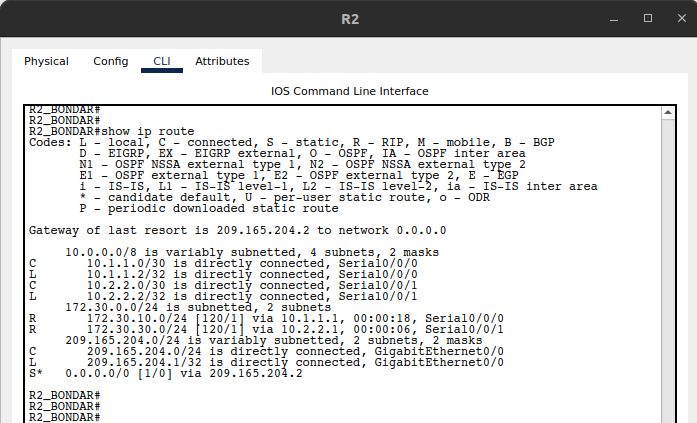 R2
Physical Config CLI Attributes
IOS Command Line Interface
R2_BONDAR#
R2_BONDAR#
R2_BONDAR#show ip route
Codes: L - local, C - connected, S - static, R - RIP, M - mobile, B - BGP
D - EIGRP, EX - EIGRP external, O - OSPF, IA - OSPF inter area
N1 - OSPF NSSA external type 1, N2 - OSPF NSSA external type 2
E1 - OSPF external type 1, E2 - OSPF external type 2, E - EGP
i - IS-IS, L1 - IS-IS level-1, L2 - IS-IS level-2, ia - IS-IS inter area
* - candidate default, U - per-user static route, o - ODR
P - periodic downloaded static route
Gateway of last resort is 209.165.204.2 to network 0.0.0.0
10.0.0.0/8 is variably subnetted, 4 subnets, 2 masks
C 10.1.1.0/30 is directly connected, Serial0/0/0
L 10.1.1.2/32 is directly connected, Serial0/0/0
C 10.2.2.0/30 is directly connected, Serial0/0/1
L 10.2.2.2/32 is directly connected, Serial0/0/1
172.30.0.0/24 is subnetted, 2 subnets
R 172.30.10.0/24 [120/1] via 10.1.1.1, 00:00:18, Serial0/0/0
R 172.30.30.0/24 [120/1] via 10.2.2.1, 00:00:06, Serial0/0/1
209.165.204.0/24 is variably subnetted, 2 subnets, 2 masks
C 209.165.204.0/24 is directly connected, GigabitEthernet0/0
L 209.165.204.1/32 is directly connected, GigabitEthernet0/0
S* 0.0.0.0/0 [1/0] via 209.165.204.2
R2_BONDAR#
R2_BONDAR#
R2_BONDAR#